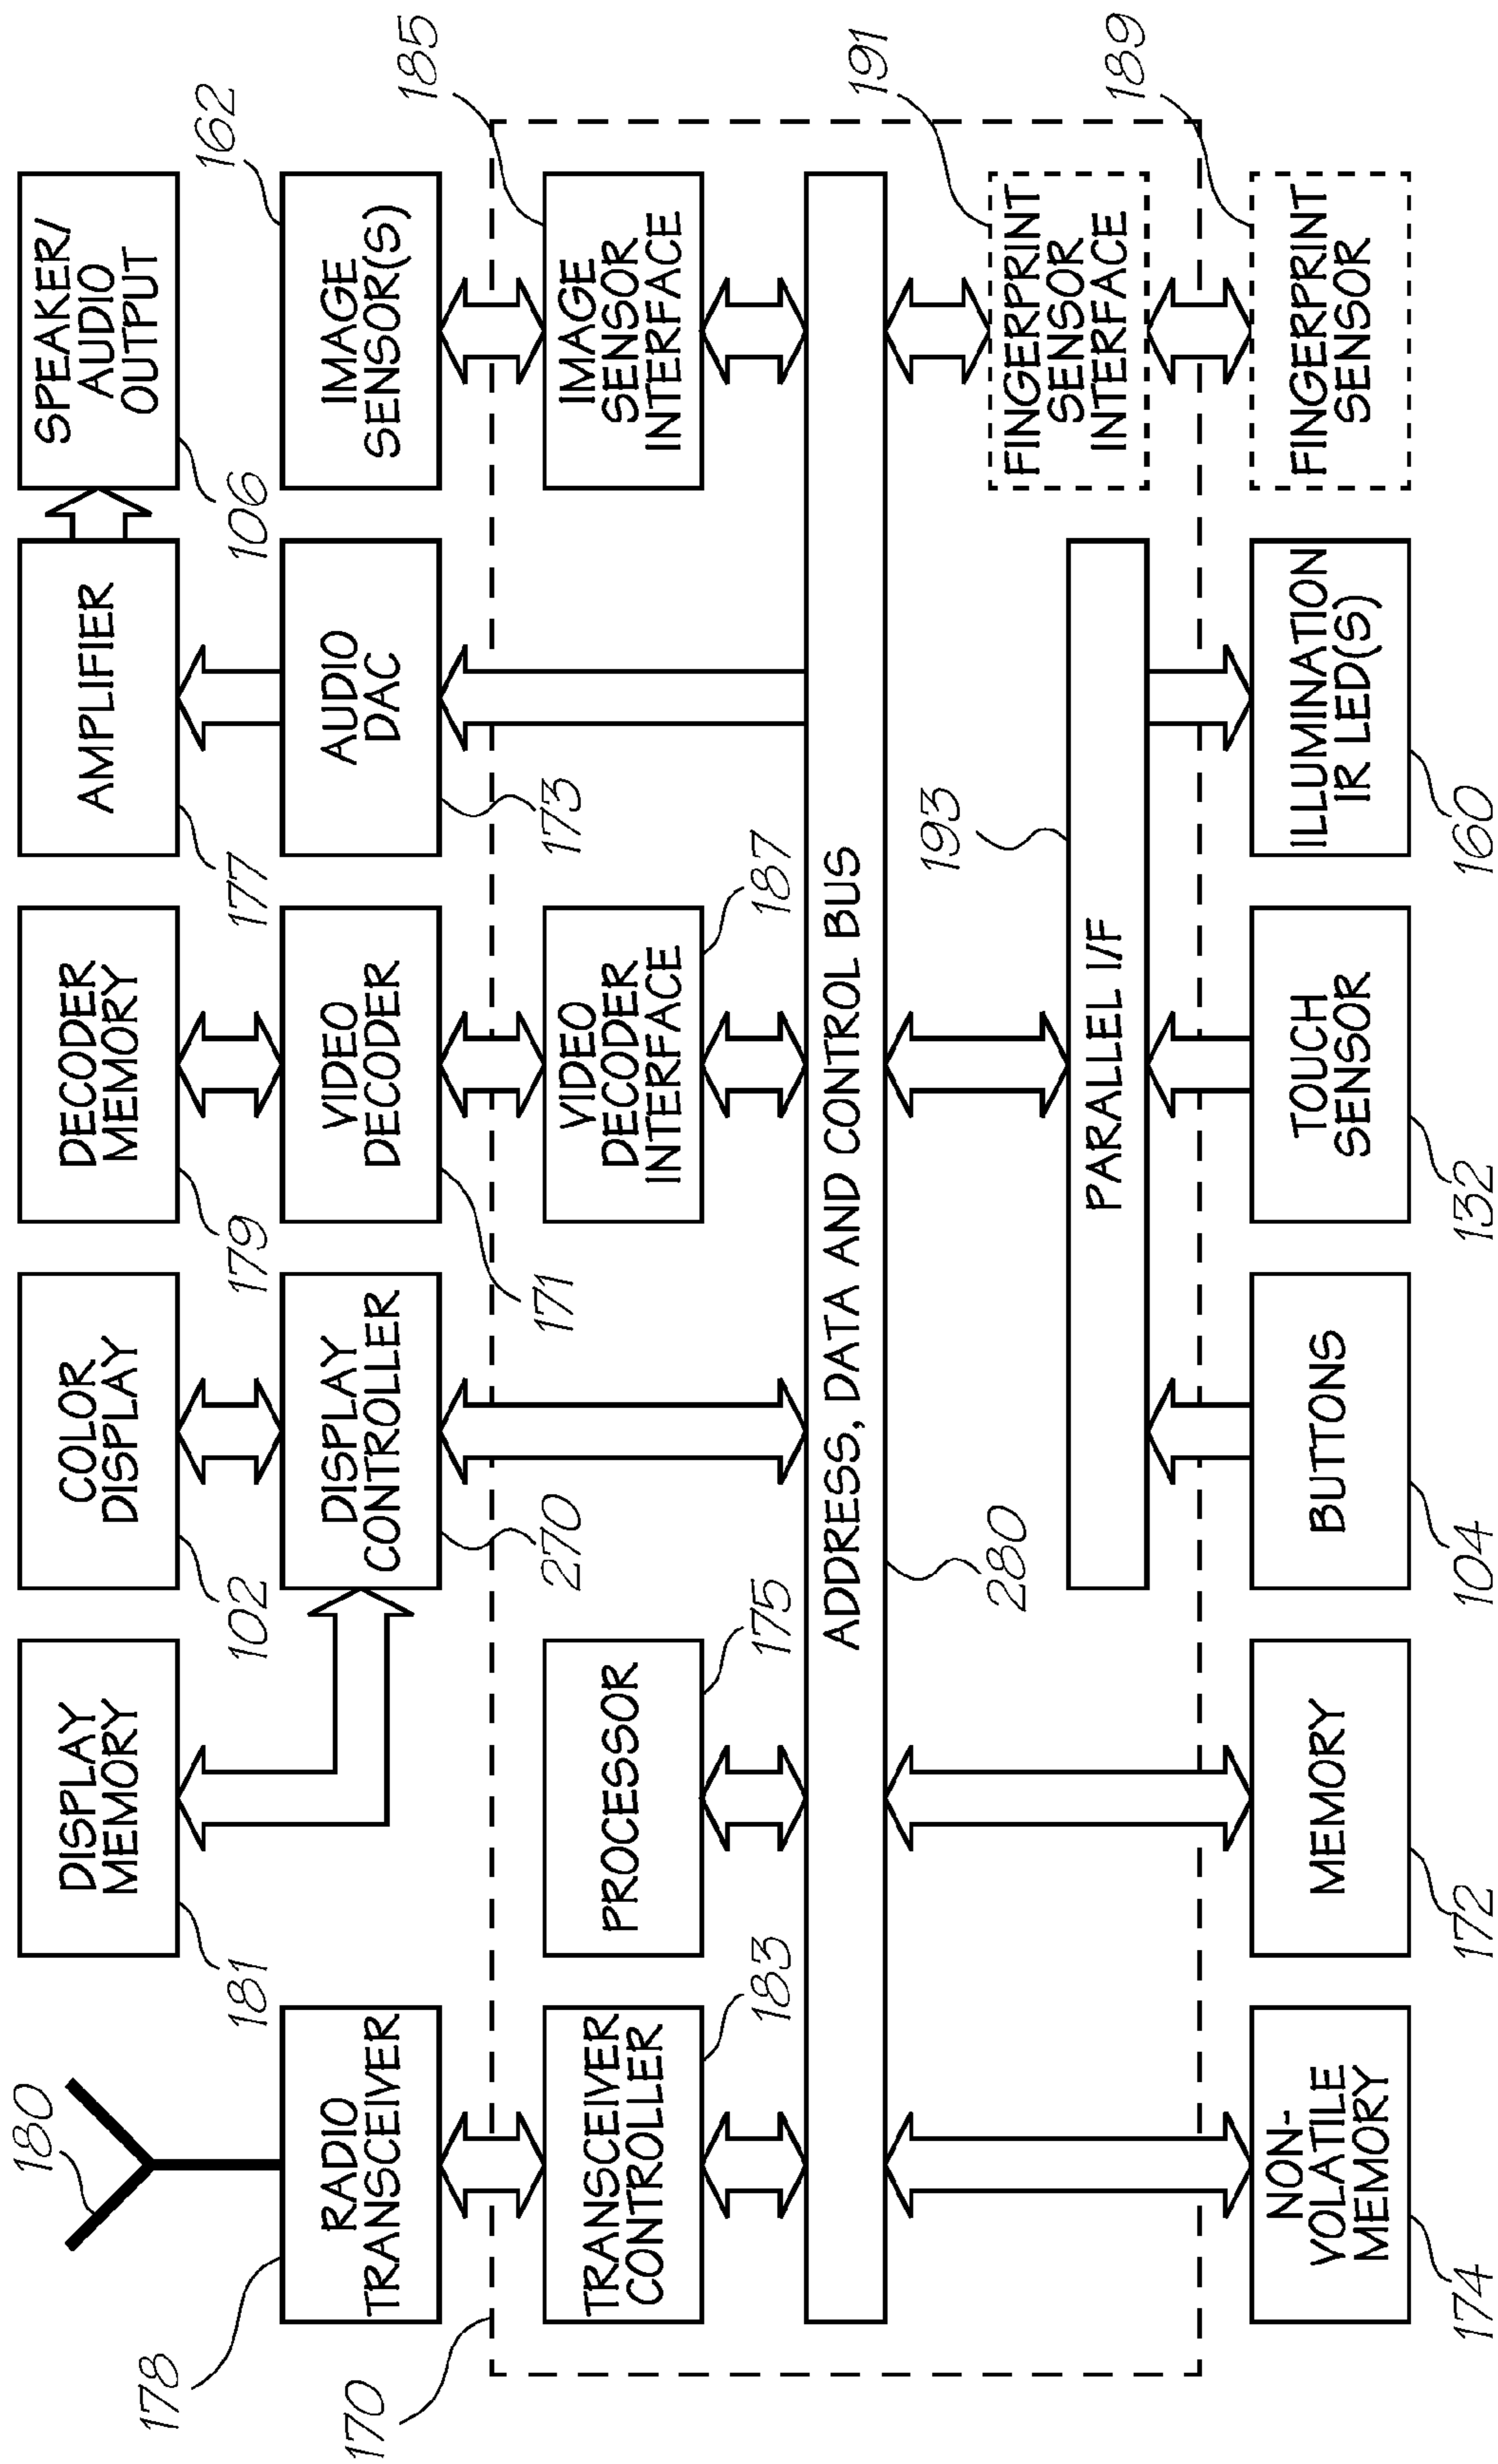 180
178
RADIO
TRANSCEIVER
DISPLAY
MEMORY
181
COLOR
DISPLAY
102
DISPLAY
CONTROLLER
270
DECODER
MEMORY
179
VIDEO
DECODER
171
AMPLIFIER
177
AUDIO
DAC
173
SPEAKER/
AUDIO
OUTPUT
106
IMAGE
SENSOR(S)
162
170
TRANSCEIVER
CONTROLLER
183
PROCESSOR
175
VIDEO
DECODER
INTERFACE
187
IMAGE
SENSOR
INTERFACE
185
ADDRESS, DATA AND CONTROL BUS
280
PARALLEL I/F
193
FINGERPRINT
SENSOR
INTERFACE
191
NON-
VOLATILE
MEMORY
174
MEMORY
172
BUTTONS
104
TOUCH
SENSOR
132
ILLUMINATION
IR LED(S)
160
FINGERPRINT
SENSOR
189